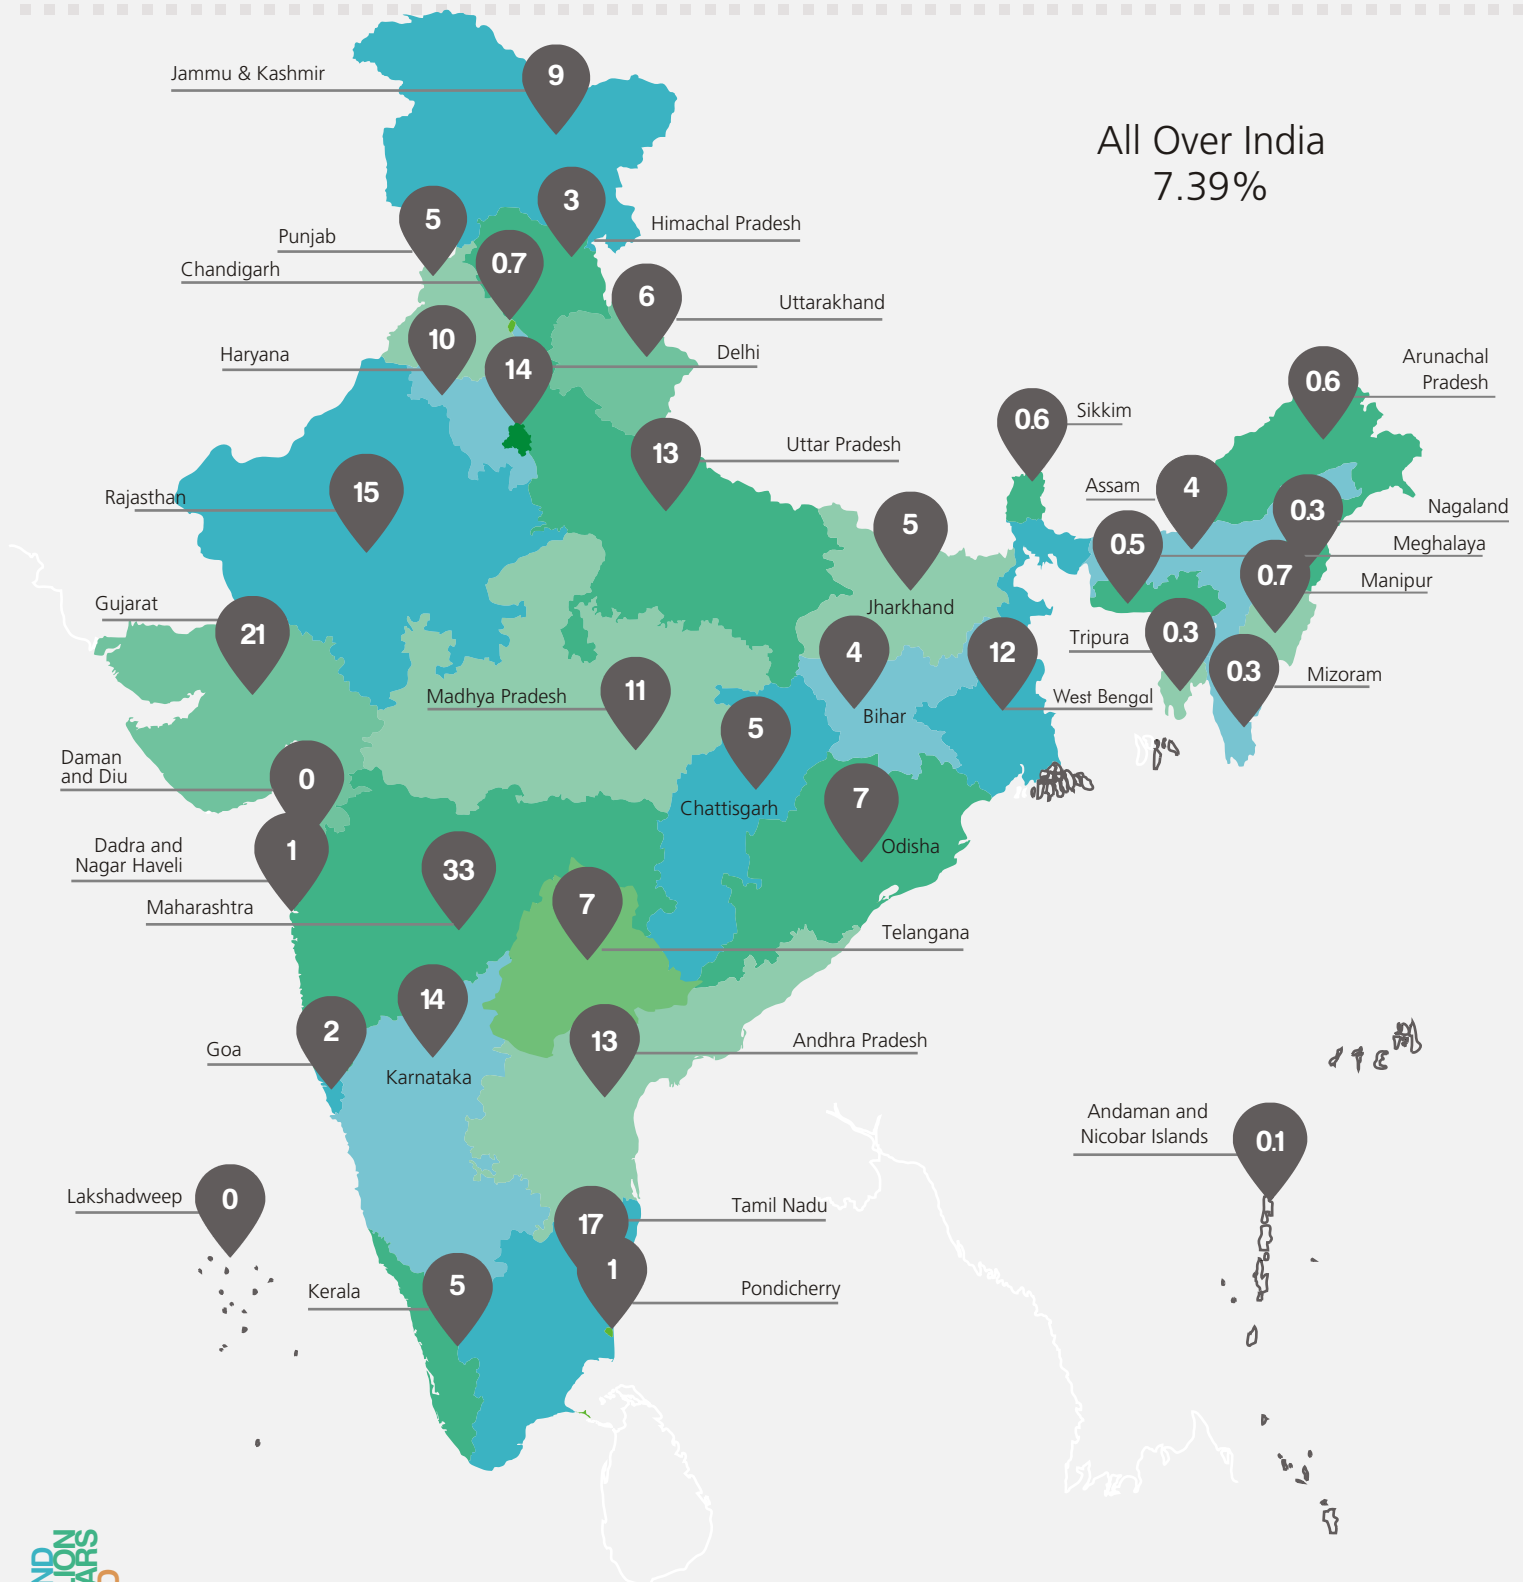 Jammu & Kashmir
9
All Over India
7.39%
3
Himachal Pradesh
5
Punjab
Chandigarh
0.7
6
Uttarakhand
10
Haryana
14
Delhi
Arunachal
Pradesh
0.6
Sikkim
0.6
13
Uttar Pradesh
Rajasthan
15
Assam
4
0.3
Nagaland
5
Jharkhand
0.5
Meghalaya
0.7
Manipur
Gujarat
21
4
Bihar
12
West Bengal
Tripura
0.3
0.3
Mizoram
Madhya Pradesh
11
5
Chattisgarh
Daman
and Diu
0
7
Odisha
Dadra and
Nagar Haveli
1
33
Maharashtra
7
Telangana
14
Karnataka
2
Goa
13
Andhra Pradesh
Andaman and
Nicobar Islands
0.1
Lakshadweep
0
17
Tamil Nadu
1
Pondicherry
Kerala
5